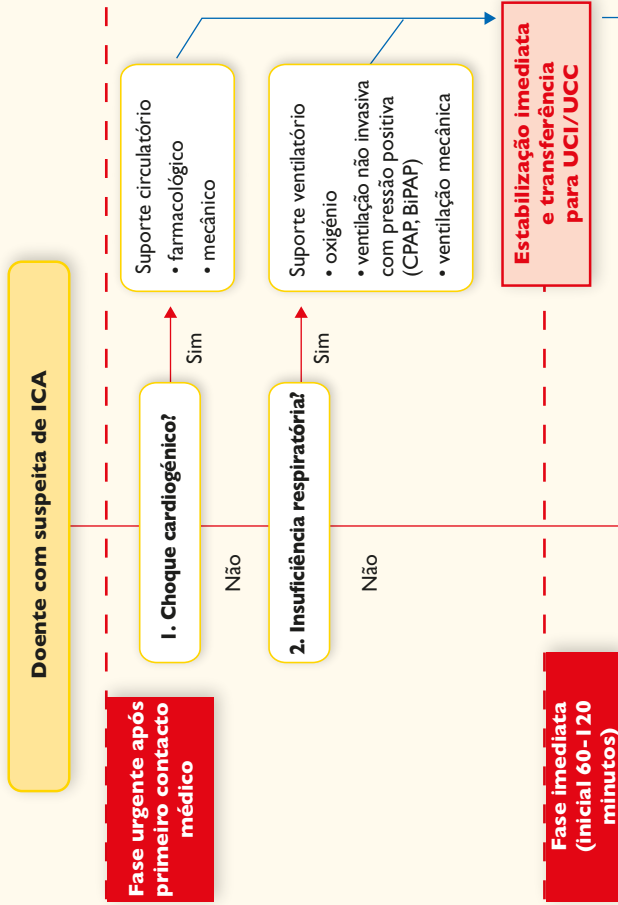 Doente com suspeita de ICA
Fase urgente após
primeiro contacto
médico
1. Choque cardiogénico?
Sim
Suporte circulatório
• farmacológico
• mecânico
Não
2. Insuficiência respiratória?
Sim
Suporte ventilatório
• oxigénio
• ventilação não invasiva
com pressão positiva
(CPAP, BiPAP)
• ventilação mecânica
Não
Fase imediata
(inicial 60-120
minutos)
Estabilização imediata
e transferência
para UCI/UCC